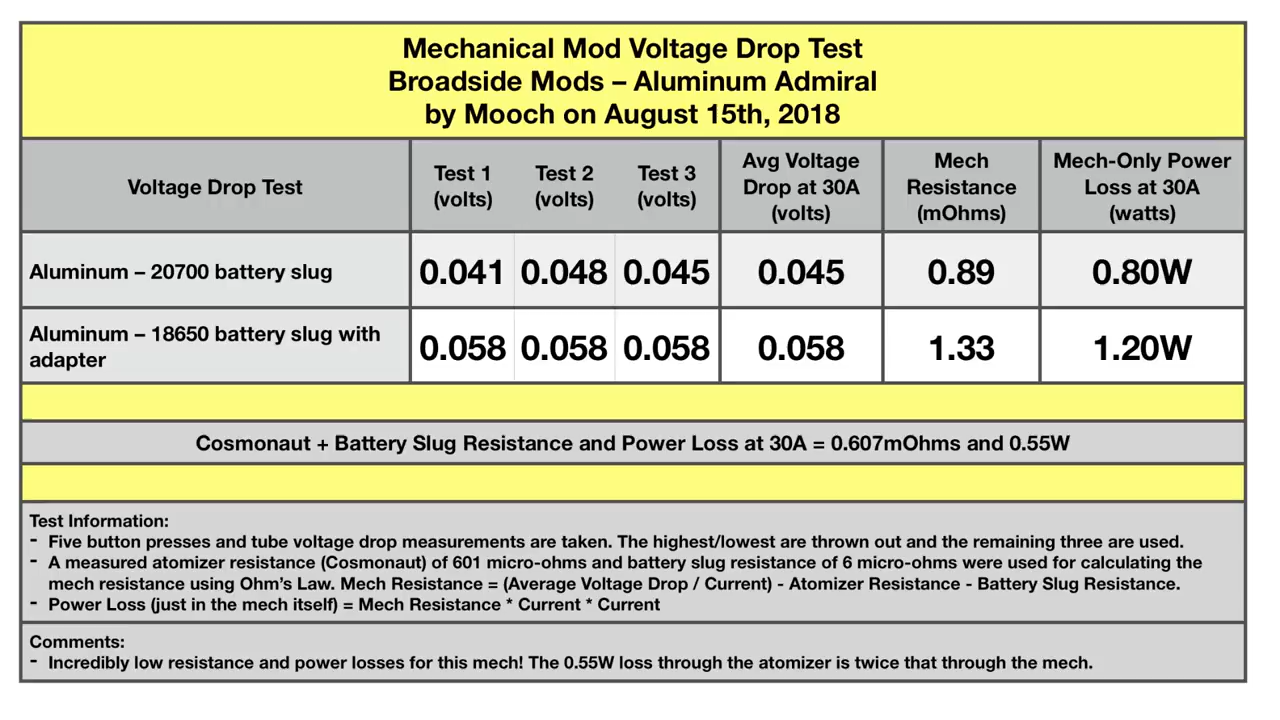 Mechanical Mod Voltage Drop Test
Broadside Mods – Aluminum Admiral
by Mooch on August 15th, 2018
Voltage Drop Test
Test 1
(volts)
Test 2
(volts)
Test 3
(volts)
Avg Voltage
Drop at 30A
(volts)
Mech
Resistance
(mOhms)
Mech-Only Power
Loss at 30A
(watts)
Aluminum – 20700 battery slug
0.041 0.048 0.045 0.045 0.89 0.80W
Aluminum – 18650 battery slug with
adapter
0.058 0.058 0.058 0.058 1.33 1.20W
Cosmonaut + Battery Slug Resistance and Power Loss at 30A = 0.607mOhms and 0.55W
Test Information:
- Five button presses and tube voltage drop measurements are taken. The highest/lowest are thrown out and the remaining three are used.
- A measured atomizer resistance (Cosmonaut) of 601 micro-ohms and battery slug resistance of 6 micro-ohms were used for calculating the
mech resistance using Ohm's Law. Mech Resistance = (Average Voltage Drop / Current) - Atomizer Resistance - Battery Slug Resistance.
- Power Loss (just in the mech itself) = Mech Resistance * Current * Current
Comments:
- Incredibly low resistance and power losses for this mech! The 0.55W loss through the atomizer is twice that through the mech.